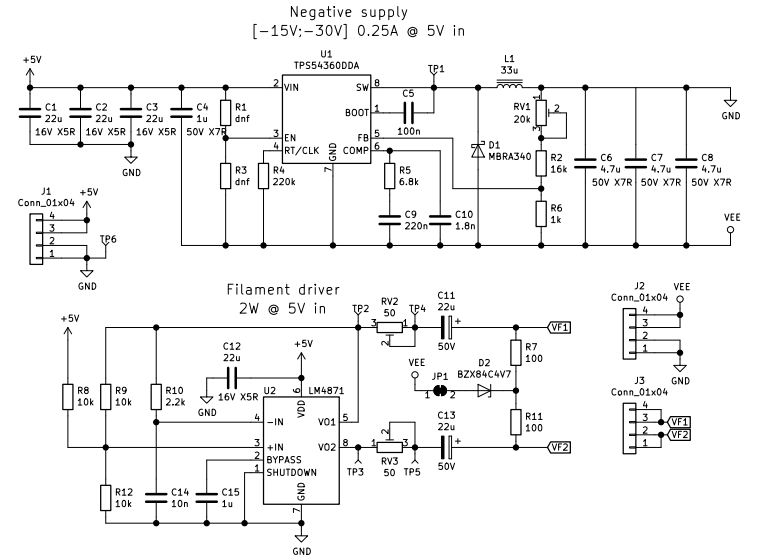 Negative supply
[-15V;-30V] 0.25A @ 5V in
+5V
C1
22u
16V X5R
C2
22u
16V X5R
C3
22u
16V X5R
C4
1u
50V X7R
GND
R1
dnf
R3
dnf
R4
220k
U1
TPS54360DDA
2 VIN
3 EN
4 RT/CLK
SW 8
BOOT 1
FB 5
COMP 6
GND
7
TP1
C5
100n
R5
6.8k
C9
220n
C10
1.8n
D1
MBRA340
L1
33u
RV1
20k
1
2
3
R2
16k
R6
1k
C6
4.7u
50V X7R
C7
4.7u
50V X7R
C8
4.7u
50V X7R
GND
VEE
J1
Conn_01x04
4
3
2
1
+5V
TP6
GND
Filament driver
2W @ 5V in
+5V
R8
10k
R9
10k
R10
2.2k
R12
10k
C14
10n
C15
1u
C12
22u
16V X5R
GND
+5V
U2
LM4871
6
VDD
4 -IN
3 +IN
2 BYPASS
1 SHUTDOWN
VO1 5
VO2 8
GND
7
GND
TP2
RV2
50
3
1
2
TP4
C11
22u
+
50V
VF1
R7
100
VEE
JP1
1 2
D2
BZX84C4V7
R11
100
TP3
RV3
50
1
3
2
TP5
C13
22u
+
50V
VF2
J2
Conn_01x04
4
3
2
1
VEE
GND
J3
Conn_01x04
4
3
2
1
VF1
VF2